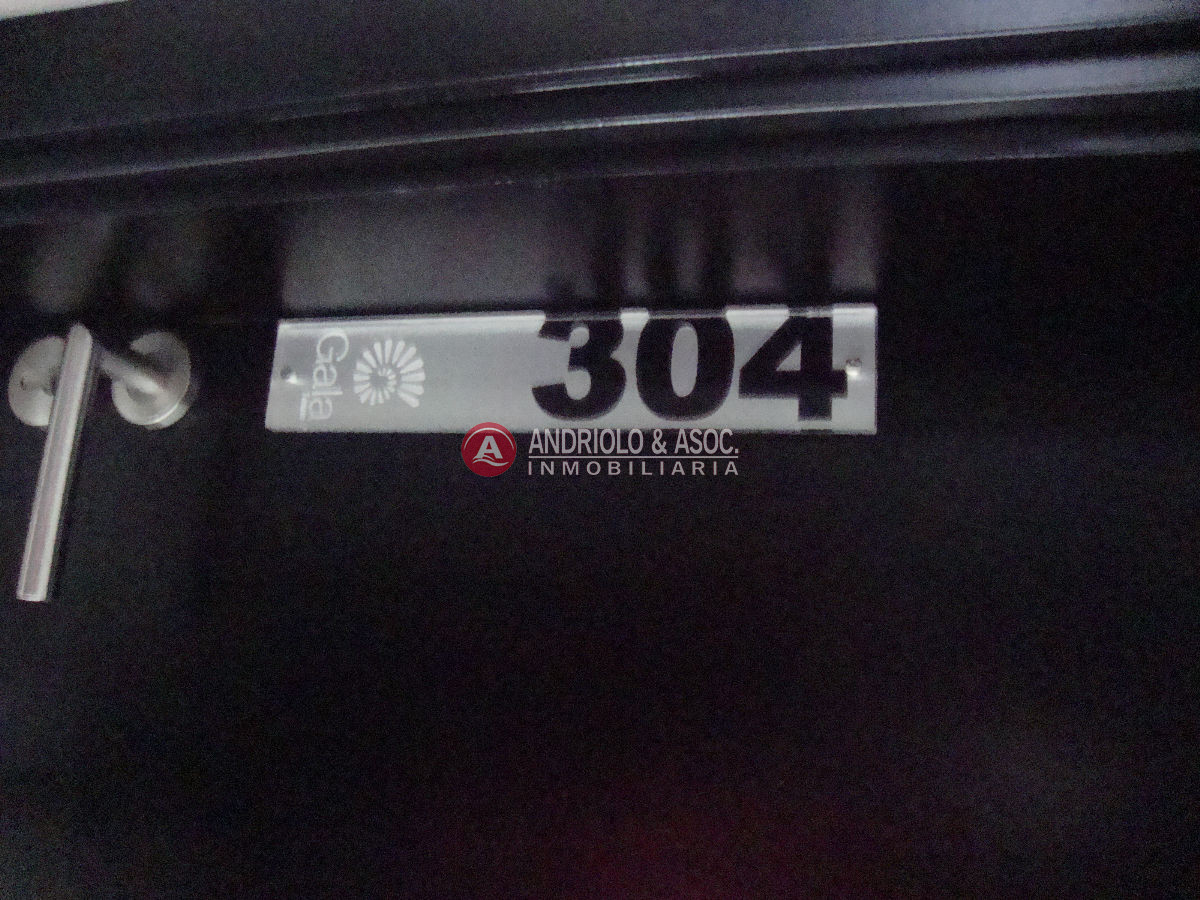 304
Gala
A
ANDRIOLO & ASOC.
INMOBILIARIA